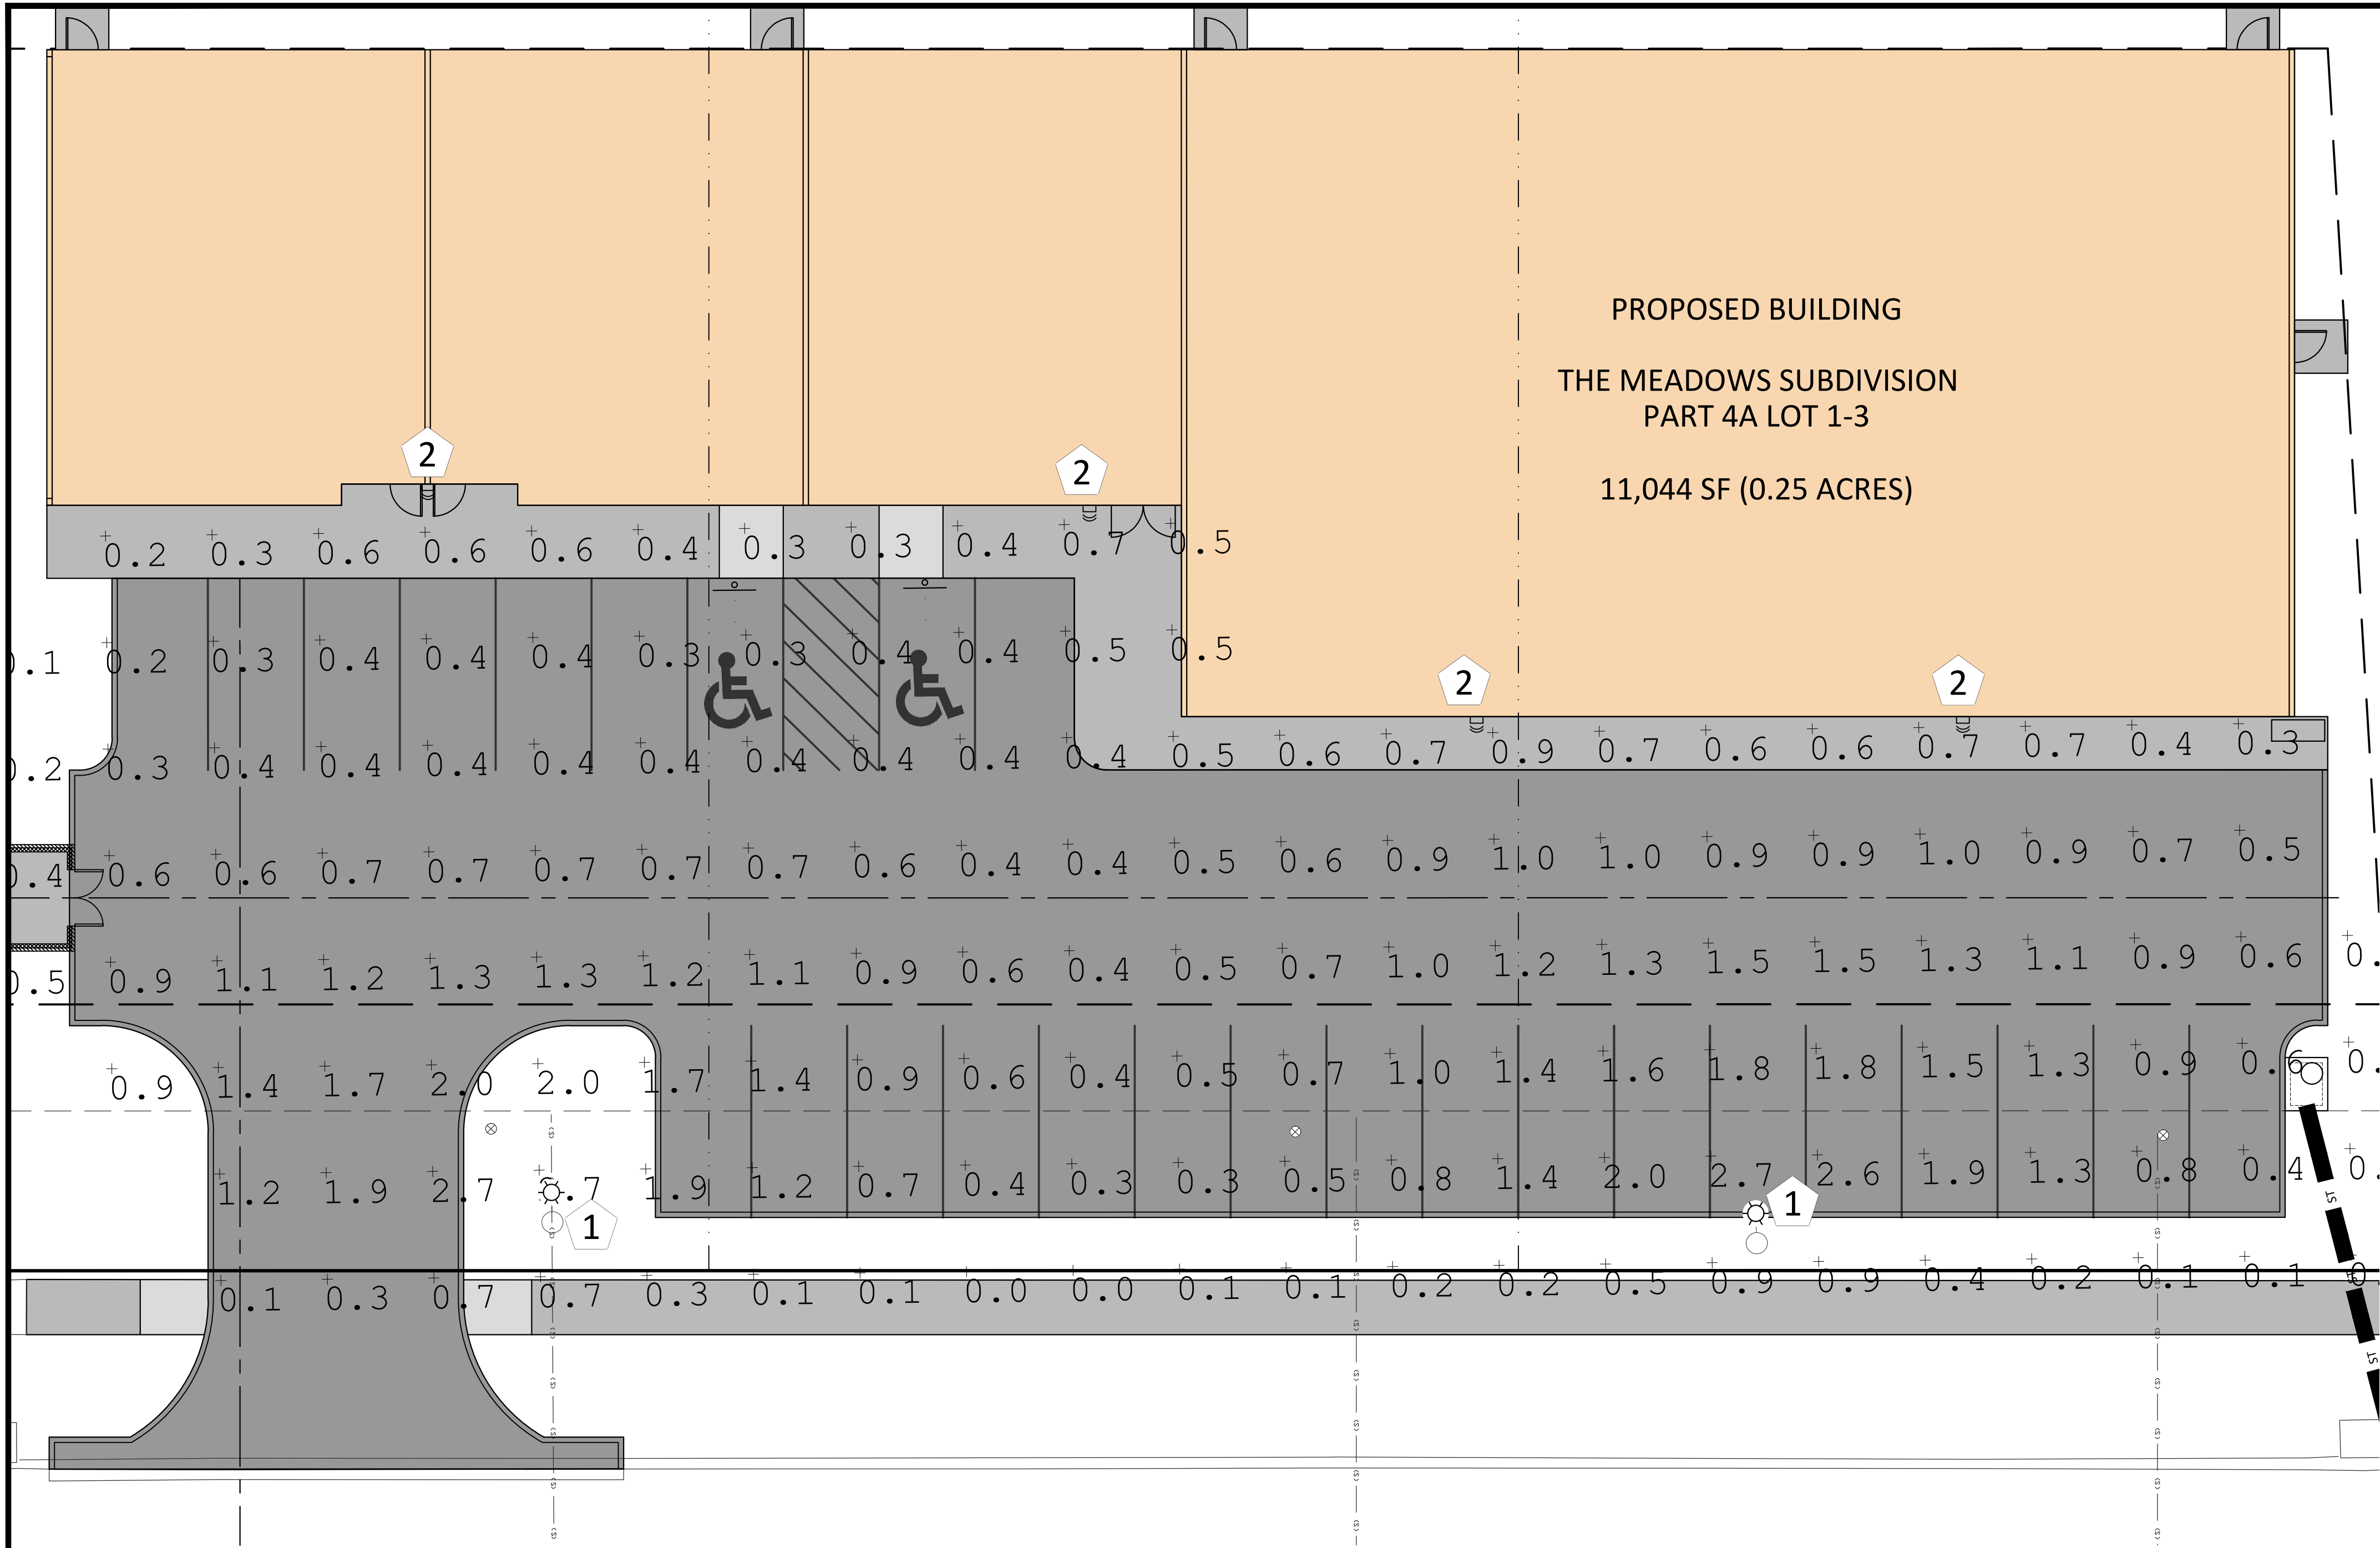 PROPOSED BUILDING
THE MEADOWS SUBDIVISION
PART 4A LOT 1-3
11,044 SF (0.25 ACRES)
2
2
2
2
0.2 0.3 0.6 0.6 0.6 0.4 0.3 0.3 0.4 0.7 0.5
0.1 0.2 0.3 0.4 0.4 0.4 0.3 0.3 0.4 0.4 0.5 0.5
0.2 0.3 0.4 0.4 0.4 0.4 0.4 0.4 0.4 0.4 0.4 0.5 0.6 0.7 0.9 0.7 0.6 0.6 0.7 0.7 0.4 0.3
0.4 0.6 0.6 0.7 0.7 0.7 0.7 0.7 0.6 0.4 0.4 0.5 0.6 0.9 1.0 1.0 0.9 0.9 1.0 0.9 0.7 0.5
0.5 0.9 1.1 1.2 1.3 1.3 1.2 1.1 0.9 0.6 0.4 0.5 0.7 1.0 1.2 1.3 1.5 1.5 1.3 1.1 0.9 0.6 0.
0.9 1.4 1.7 2.0 2.0 1.7 1.4 0.9 0.6 0.4 0.5 0.7 1.0 1.4 1.6 1.8 1.8 1.5 1.3 0.9 0.6 0.
1.2 1.9 2.7 2.7 1.9 1.2 0.7 0.4 0.3 0.3 0.5 0.8 1.4 2.0 2.7 2.6 1.9 1.3 0.8 0.4 0.
1
1
0.1 0.3 0.7 0.7 0.3 0.1 0.1 0.0 0.0 0.1 0.1 0.2 0.2 0.5 0.9 0.9 0.4 0.2 0.1 0.1
ST
ST
ST